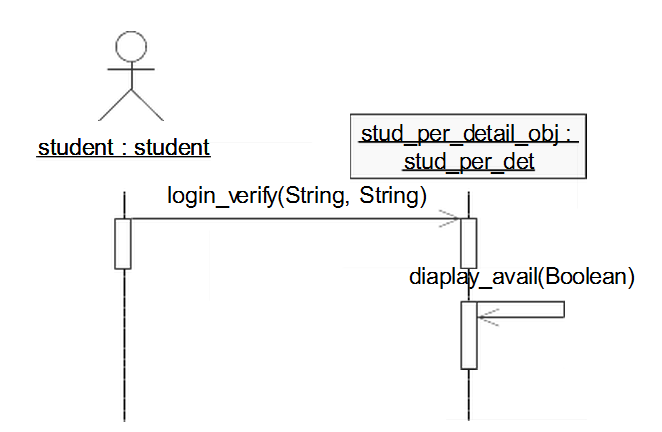 student : student
stud_per_detail_obj :
stud_per_det
login_verify(String, String)
diaplay_avail(Boolean)